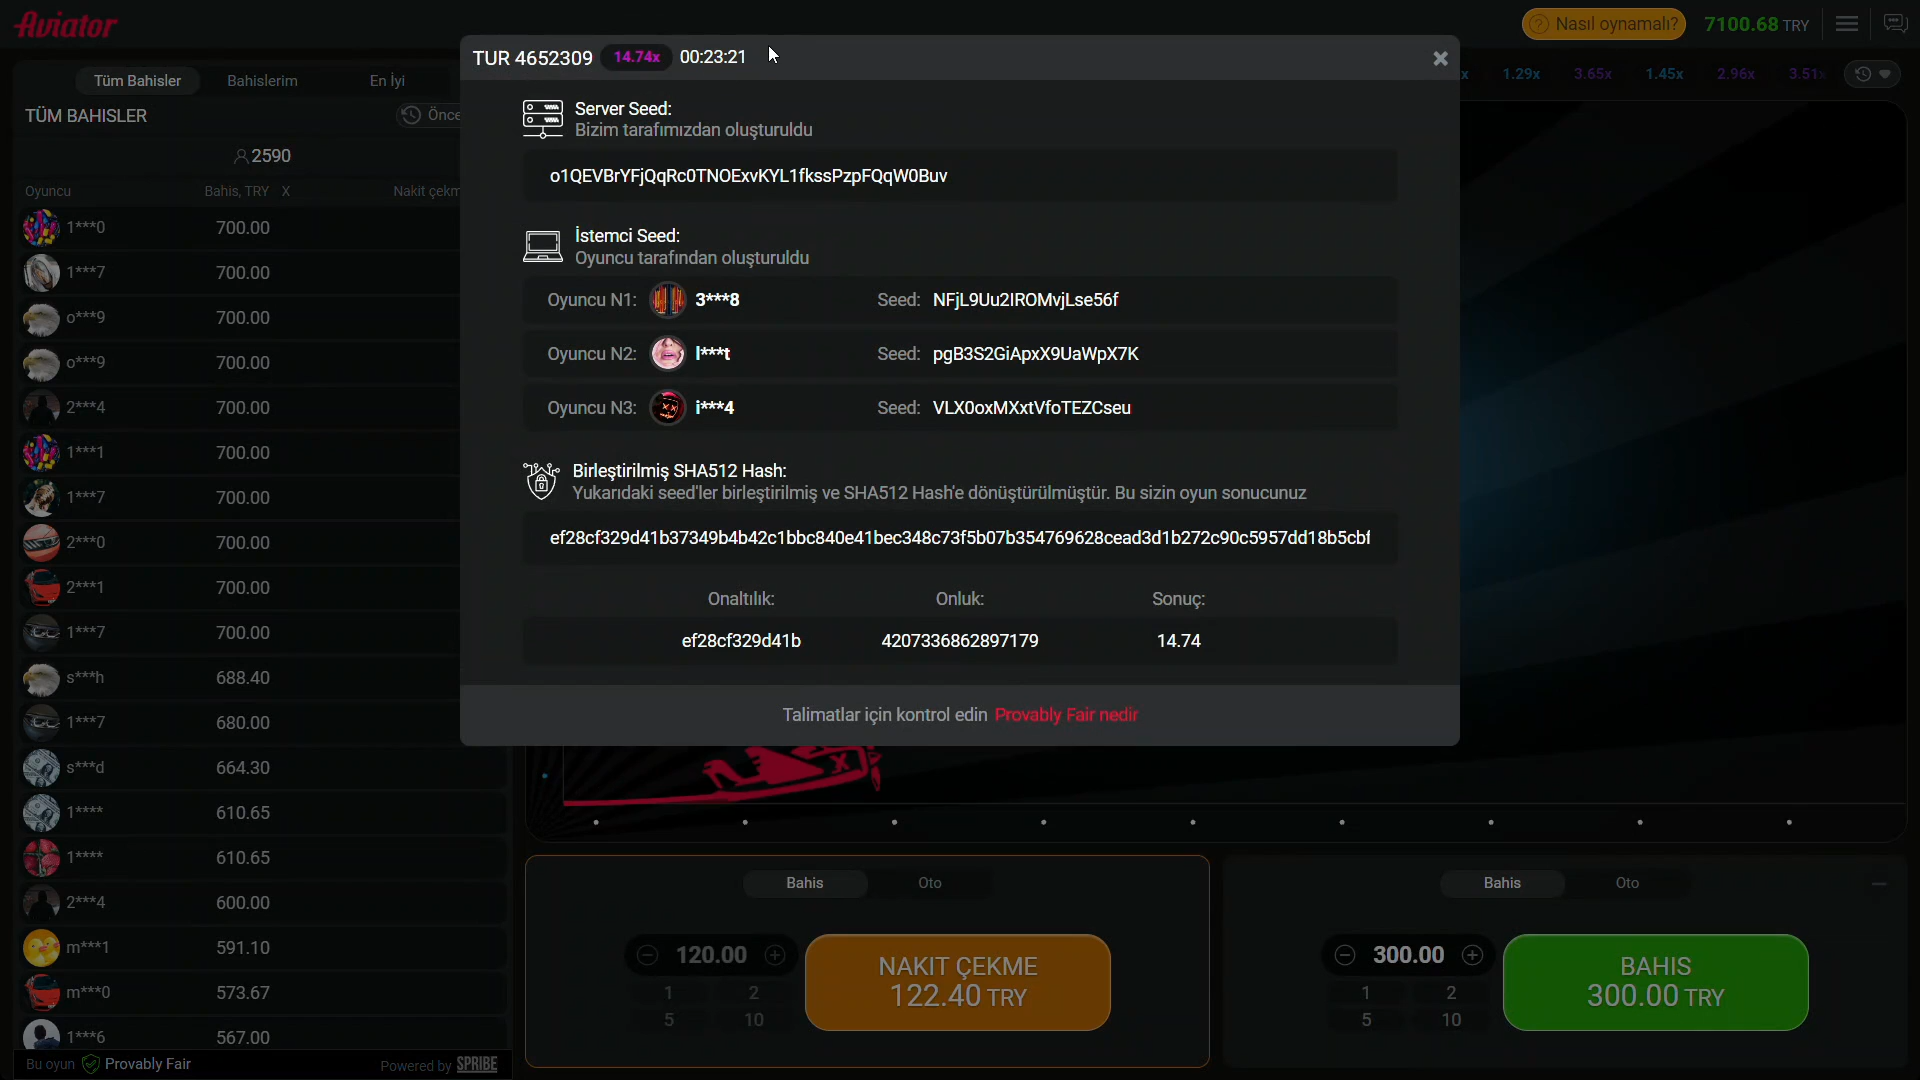 Aviator
Nasıl oynamalı?
7100.68 TRY
TUR 4652309
14.74x
00:23:21
x
1.29x
3.65x
1.45x
2.96x
3.51x
Tüm Bahisler
Bahislerim
En İyi
TÜM BAHISLER
Önce
2590
Oyuncu
Bahis, TRY X
Nakit çekm
1***0 700.00
1***7 700.00
o***9 700.00
o***9 700.00
2***4 700.00
1***1 700.00
1***7 700.00
2***0 700.00
2***1 700.00
1***7 700.00
s***h 688.40
1***7 680.00
s***d 664.30
1**** 610.65
1**** 610.65
2***4 600.00
m***1 591.10
m***0 573.67
1***6 567.00
Bu oyun Provably Fair
Powered by SPRIBE
Server Seed:
Bizim tarafımızdan oluşturuldu
o1QEVBrYFjQqRc0TNOExvKYL1fkssPzpFQqW0Buv
İstemci Seed:
Oyuncu tarafından oluşturuldu
Oyuncu N1: 3***8 Seed: NFjL9Uu2IROMvjLse56f
Oyuncu N2: l***t Seed: pgB3S2GiApxX9UaWpX7K
Oyuncu N3: i***4 Seed: VLX0oxMXxtVfoTEZCseu
Birleştirilmiş SHA512 Hash:
Yukarıdaki seed'ler birleştirilmiş ve SHA512 Hash'e dönüştürülmüştür. Bu sizin oyun sonucunuz
ef28cf329d41b37349b4b42c1bbc840e41bec348c73f5b07b354769628cead3d1b272c90c5957dd18b5cbf
Onaltılık: Onluk: Sonuç:
ef28cf329d41b 4207336862897179 14.74
Talimatlar için kontrol edin Provably Fair nedir
X
Bahis Oto
120.00
1 2
5 10
NAKIT ÇEKME
122.40 TRY
Bahis Oto
300.00
1 2
5 10
BAHIS
300.00 TRY